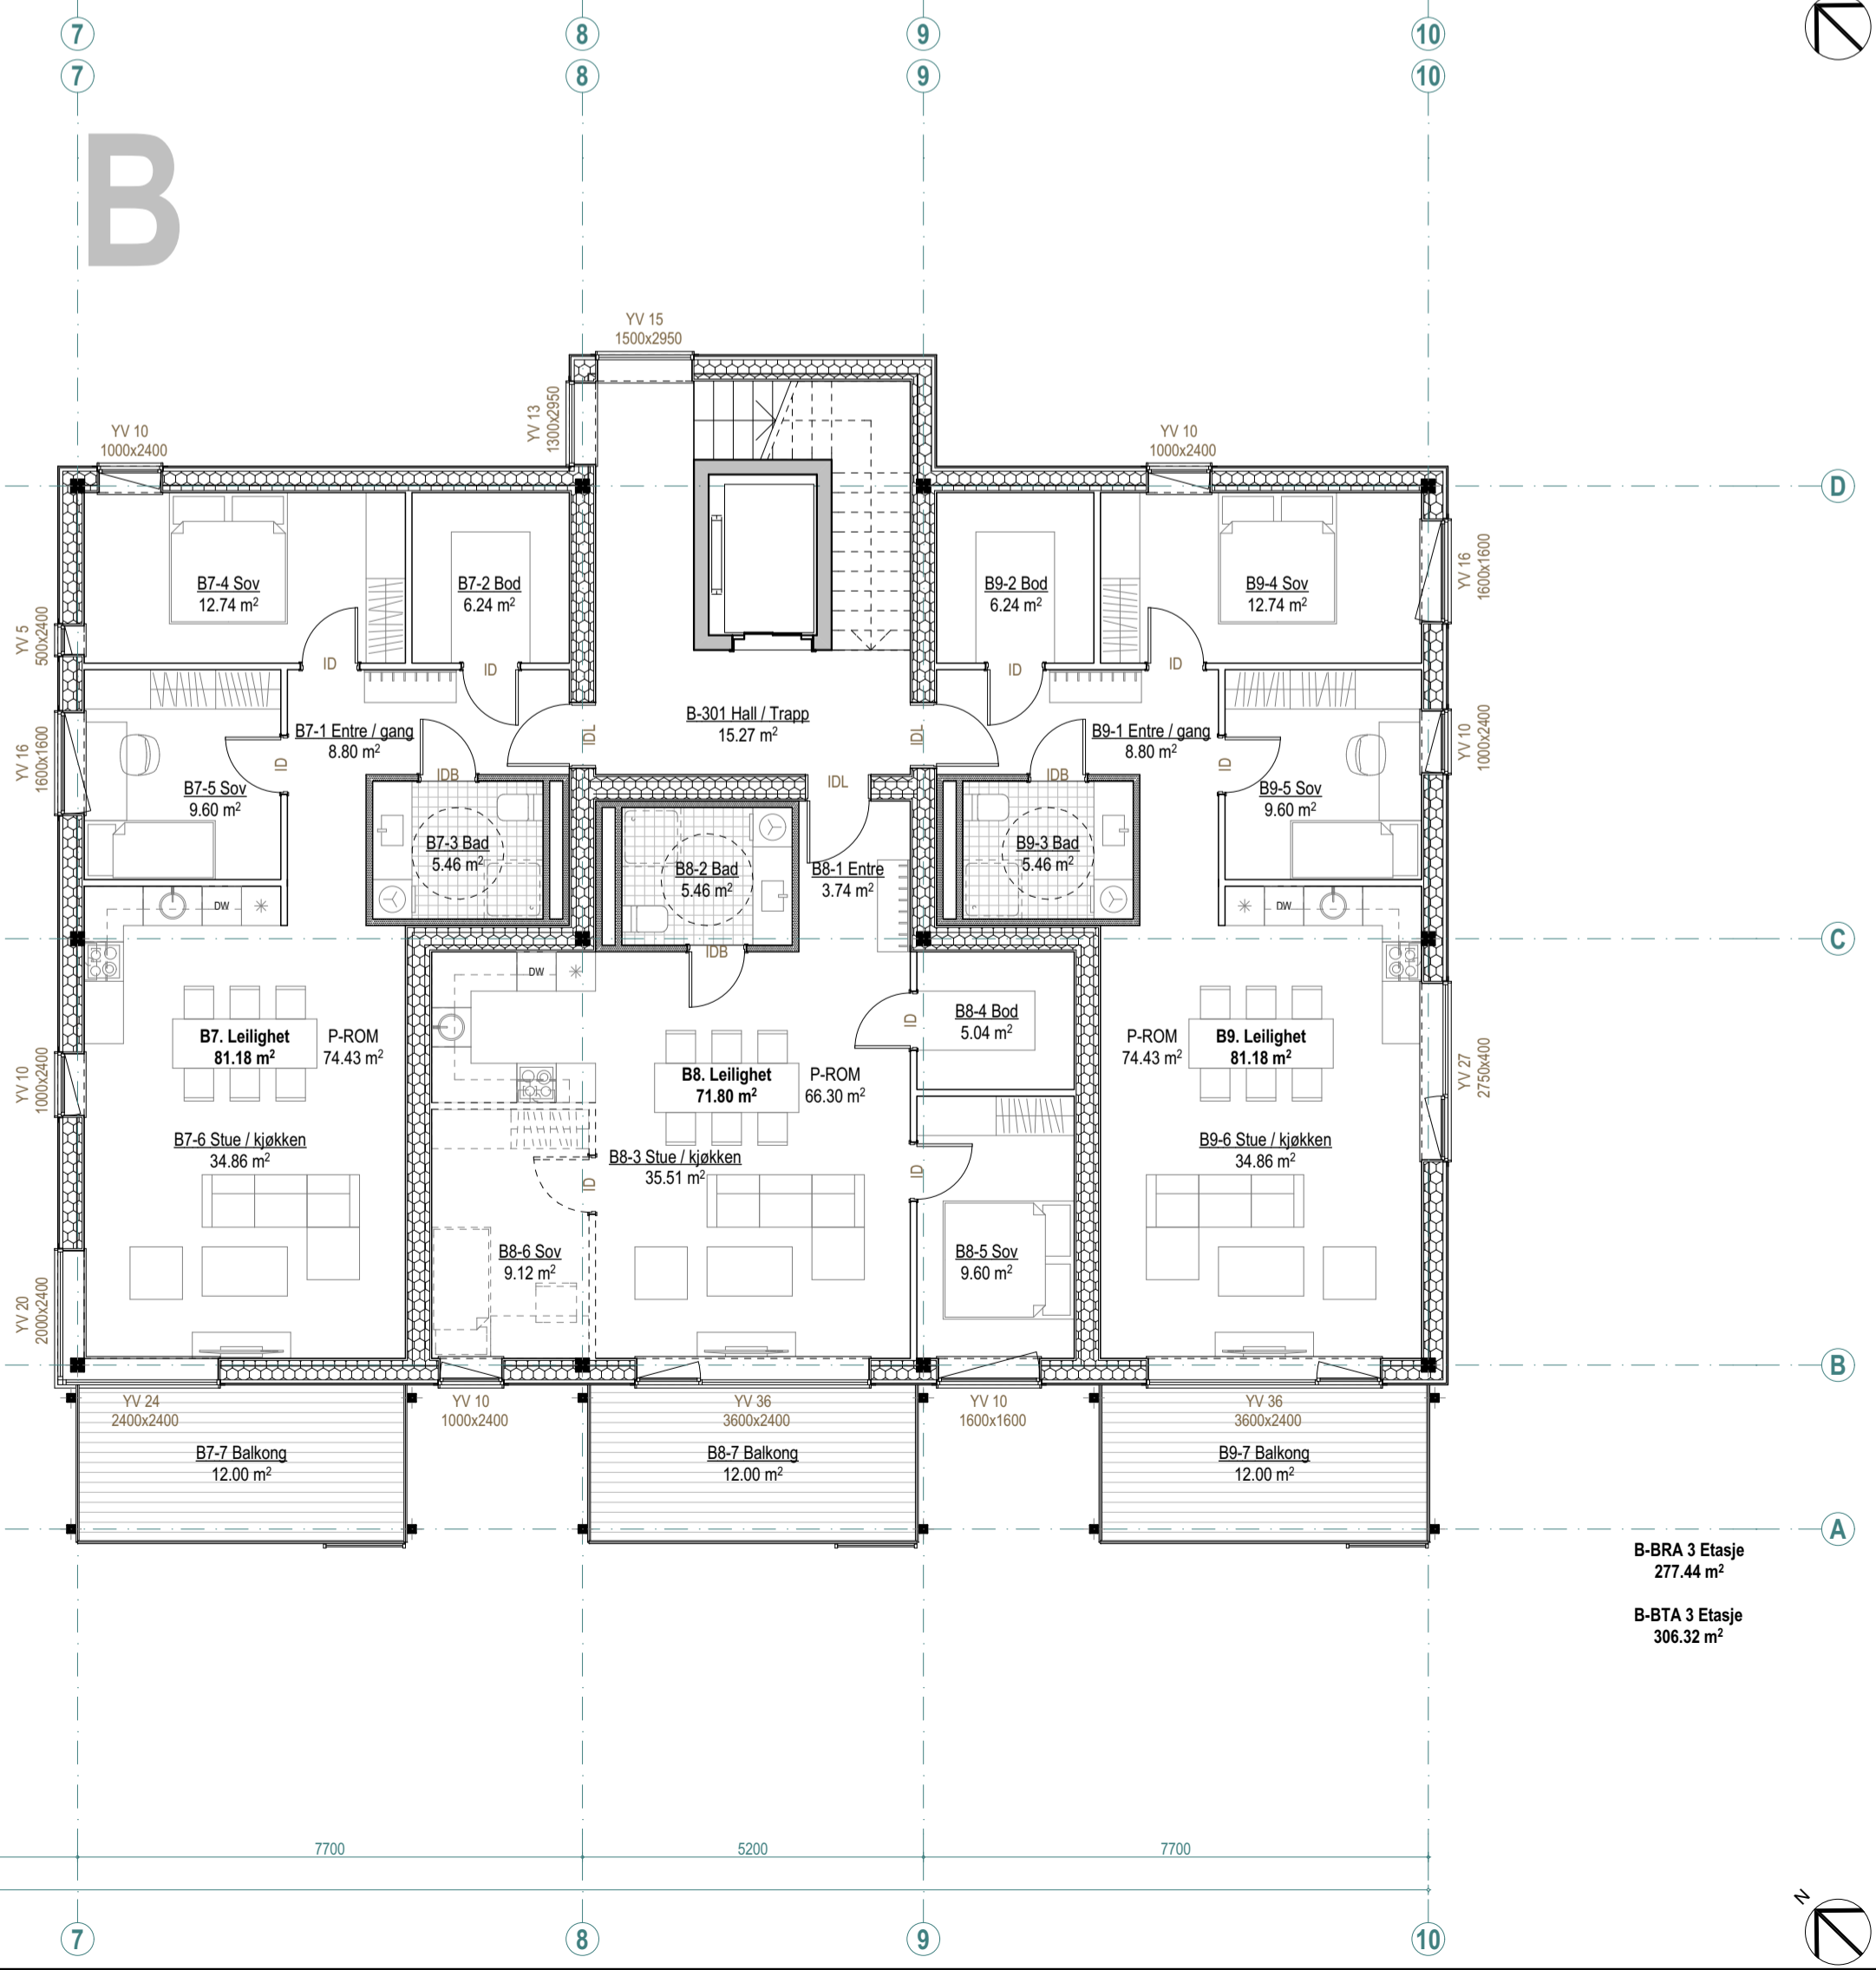 7
8
9
10
7
8
9
10
B
YV 15
1500x2950
YV 13
1300x2950
YV 10
1000x2400
YV 10
1000x2400
D
B7-4 Sov
12.74 m²
B7-2 Bod
6.24 m²
B9-2 Bod
6.24 m²
B9-4 Sov
12.74 m²
YV 16
1600x1600
YV 5
500x2400
ID
ID
ID
ID
B-301 Hall / Trapp
15.27 m²
B7-1 Entre / gang
8.80 m²
IDL
IDL
B9-1 Entre / gang
8.80 m²
YV 16
1600x1600
YV 10
1000x2400
ID
IDB
IDL
IDB
ID
B7-5 Sov
9.60 m²
B9-5 Sov
9.60 m²
B7-3 Bad
5.46 m²
B8-2 Bad
5.46 m²
B8-1 Entre
3.74 m²
B9-3 Bad
5.46 m²
DW
DW
C
IDB
DW
B8-4 Bod
5.04 m²
ID
B7. Leilighet
81.18 m²
P-ROM
74.43 m²
P-ROM
74.43 m²
B9. Leilighet
81.18 m²
B8. Leilighet
71.80 m²
P-ROM
66.30 m²
YV 10
1000x2400
YV 27
2750x400
B7-6 Stue / kjøkken
34.86 m²
B8-3 Stue / kjøkken
35.51 m²
B9-6 Stue / kjøkken
34.86 m²
ID
ID
B8-6 Sov
9.12 m²
B8-5 Sov
9.60 m²
YV 20
2000x2400
B
YV 24
2400x2400
YV 10
1000x2400
YV 36
3600x2400
YV 10
1600x1600
YV 36
3600x2400
B7-7 Balkong
12.00 m²
B8-7 Balkong
12.00 m²
B9-7 Balkong
12.00 m²
A
B-BRA 3 Etasje
277.44 m²
B-BTA 3 Etasje
306.32 m²
7700
5200
7700
N
7
8
9
10